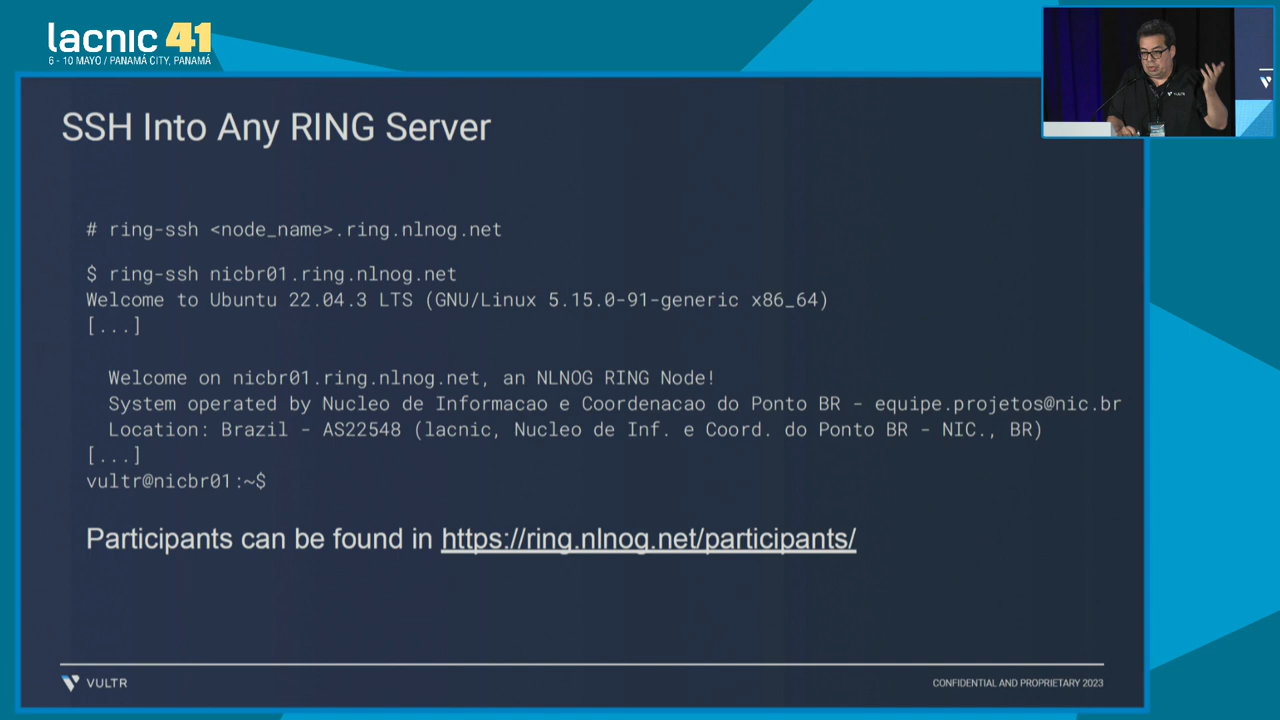 lacnic 41
6 - 10 MAYO / PANAMÁ CITY, PANAMÁ
SSH Into Any RING Server
# ring-ssh <node_name>.ring.nlnog.net
$ ring-ssh nicbr01.ring.nlnog.net
Welcome to Ubuntu 22.04.3 LTS (GNU/Linux 5.15.0-91-generic x86_64)
[...]
Welcome on nicbr01.ring.nlnog.net, an NLNOG RING Node!
System operated by Nucleo de Informacao e Coordenacao do Ponto BR - equipe.projetos@nic.br
Location: Brazil - AS22548 (lacnic, Nucleo de Inf. e Coord. do Ponto BR - NIC., BR)
[...]
vultr@nicbr01:~$
Participants can be found in https://ring.nlnog.net/participants/
VULTR
CONFIDENTIAL AND PROPRIETARY 2023
VULTR